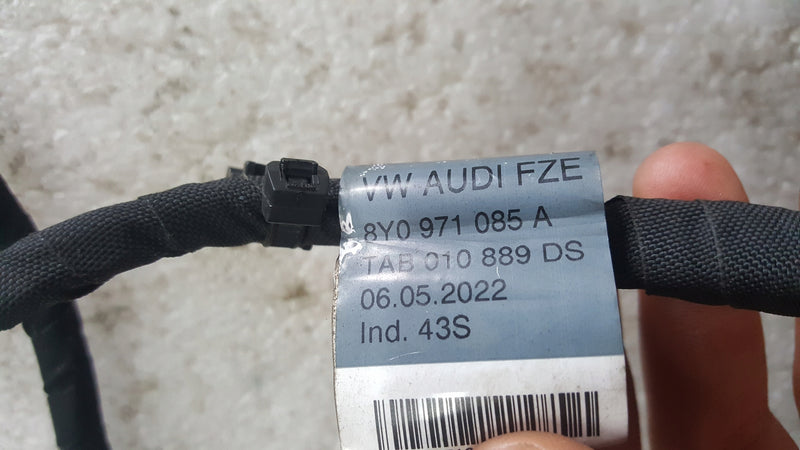 VW AUDI FZE
8Y0 971 085 A
TAB 010 889 DS
06.05.2022
Ind. 43S